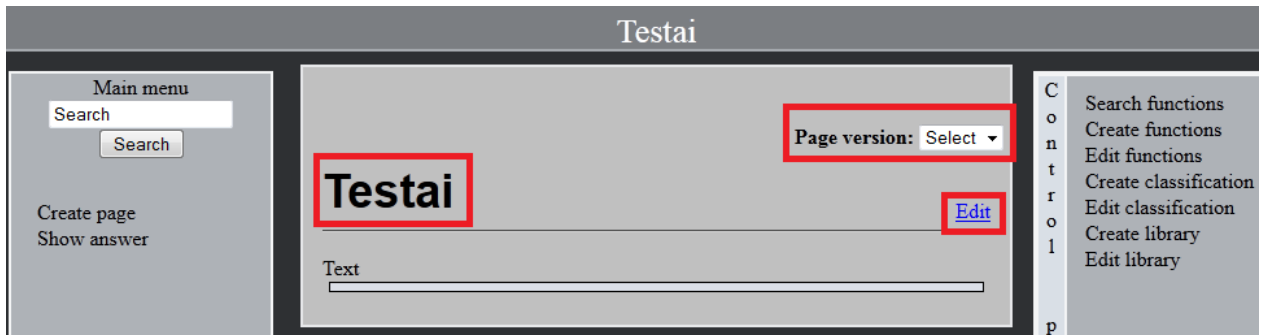 Testai
Main menu
Search
Search
Create page
Show answer
Page version: Select
Testai
Edit
Text
C
o
n
t
r
o
l
p
Search functions
Create functions
Edit functions
Create classification
Edit classification
Create library
Edit library